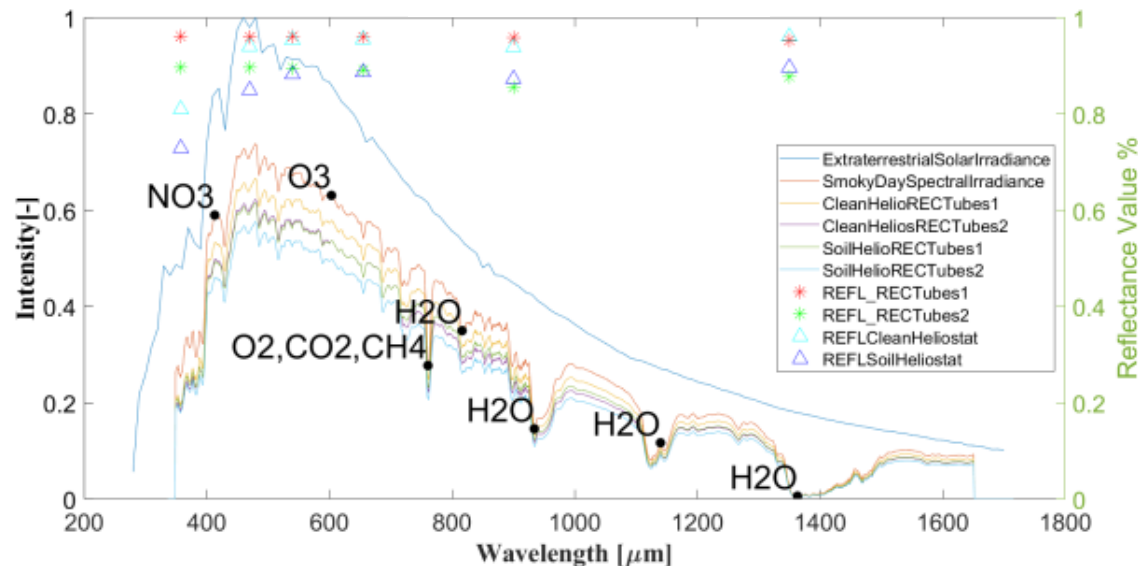 1
0.8
0.6
0.4
0.2
0
Intensity[-]
200
400
600
800
1000
1200
1400
1600
1800
Wavelength [μm]
1
0.8
0.6
0.4
0.2
0
Reflectance Value %
NO3
O3
H2O
O2,CO2,CH4
H2O
H2O
H2O
ExtraterrestrialSolarIrradiance
SmokyDaySpectralIrradiance
CleanHelioRECTubes1
CleanHeliosRECTubes2
SoilHelioRECTubes1
SoilHelioRECTubes2
REFL_RECTubes1
REFL_RECTubes2
REFLCleanHeliostat
REFLSoilHeliostat